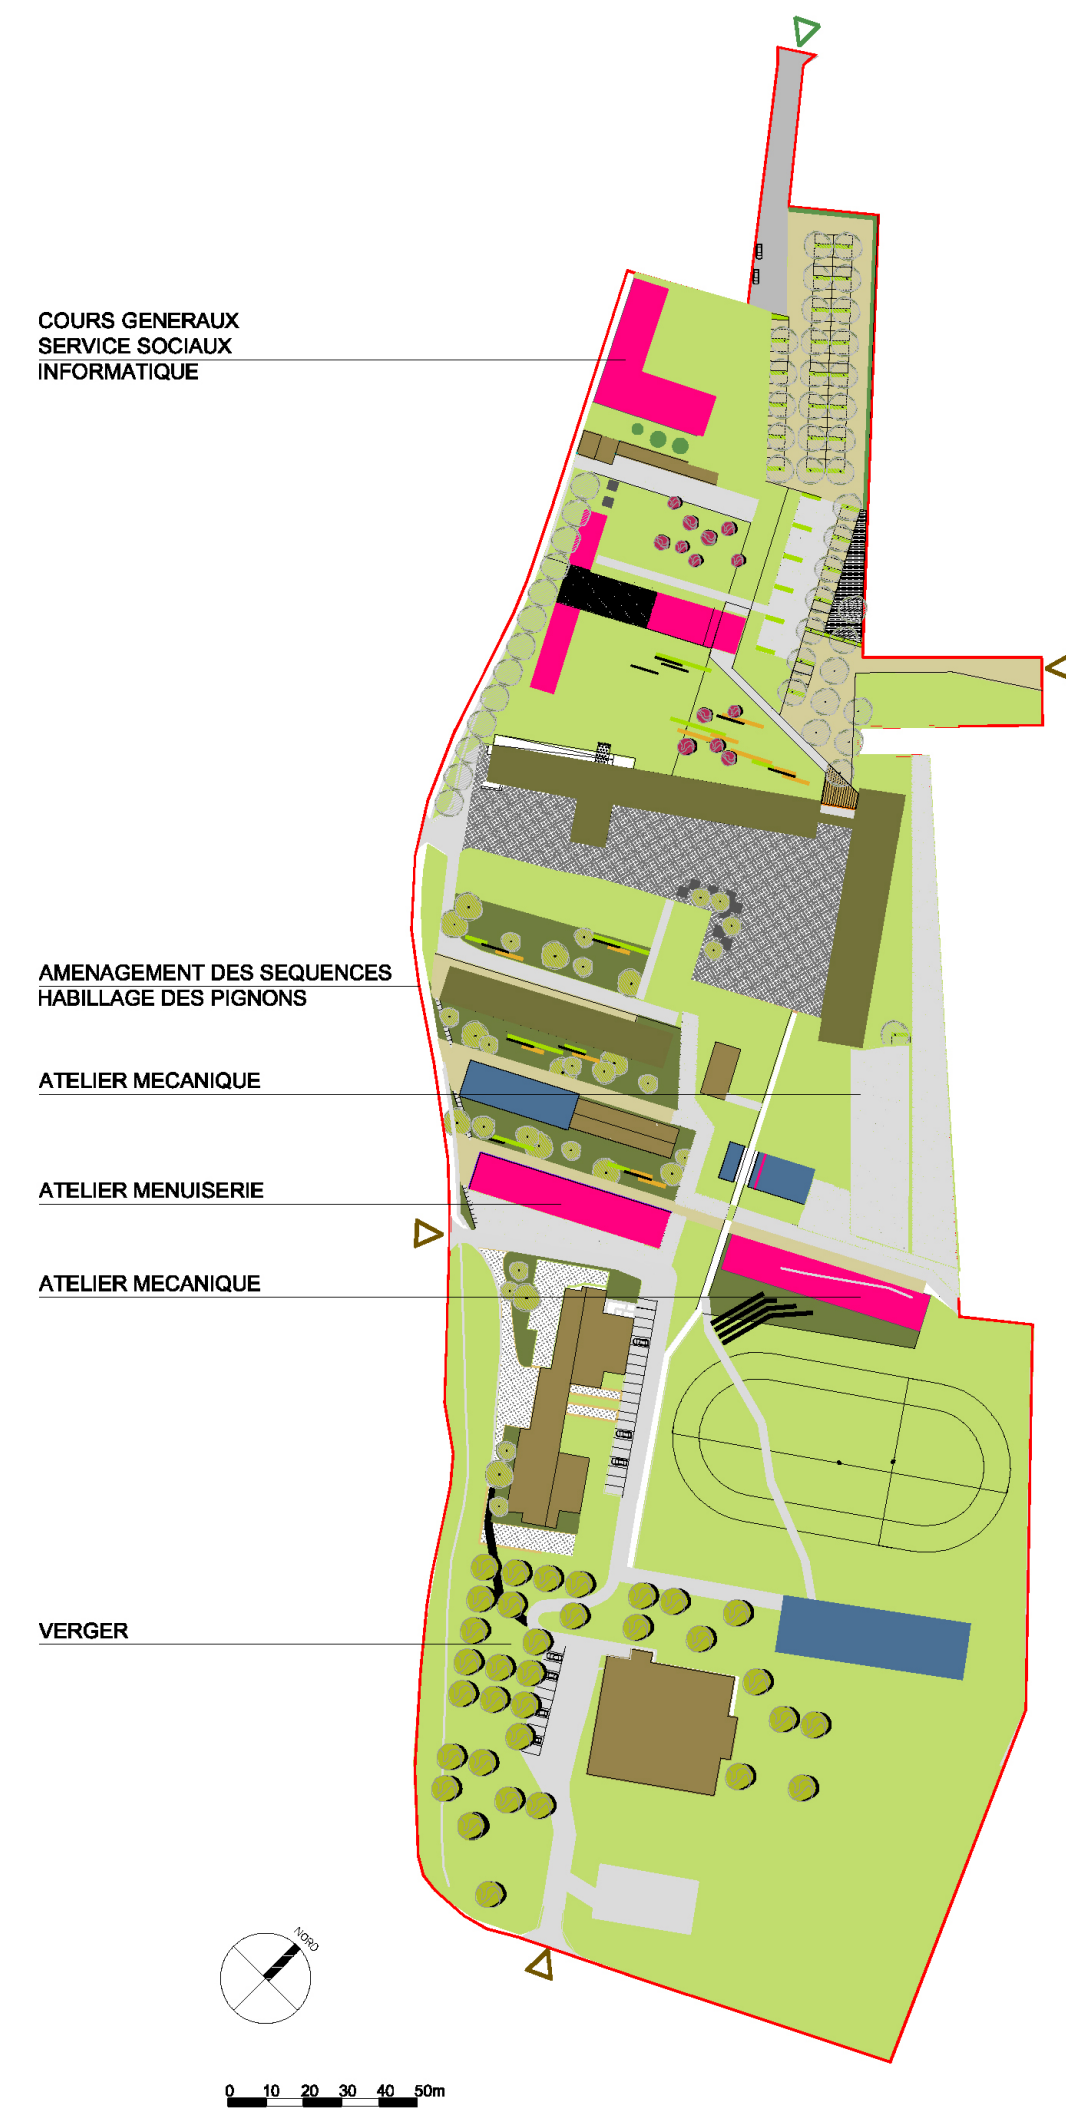 COURS GENERAUX
SERVICE SOCIAUX
INFORMATIQUE
AMENAGEMENT DES SEQUENCES
HABILLAGE DES PIGNONS
ATELIER MECANIQUE
ATELIER MENUISERIE
ATELIER MECANIQUE
VERGER
NORD
0 10 20 30 40 50m